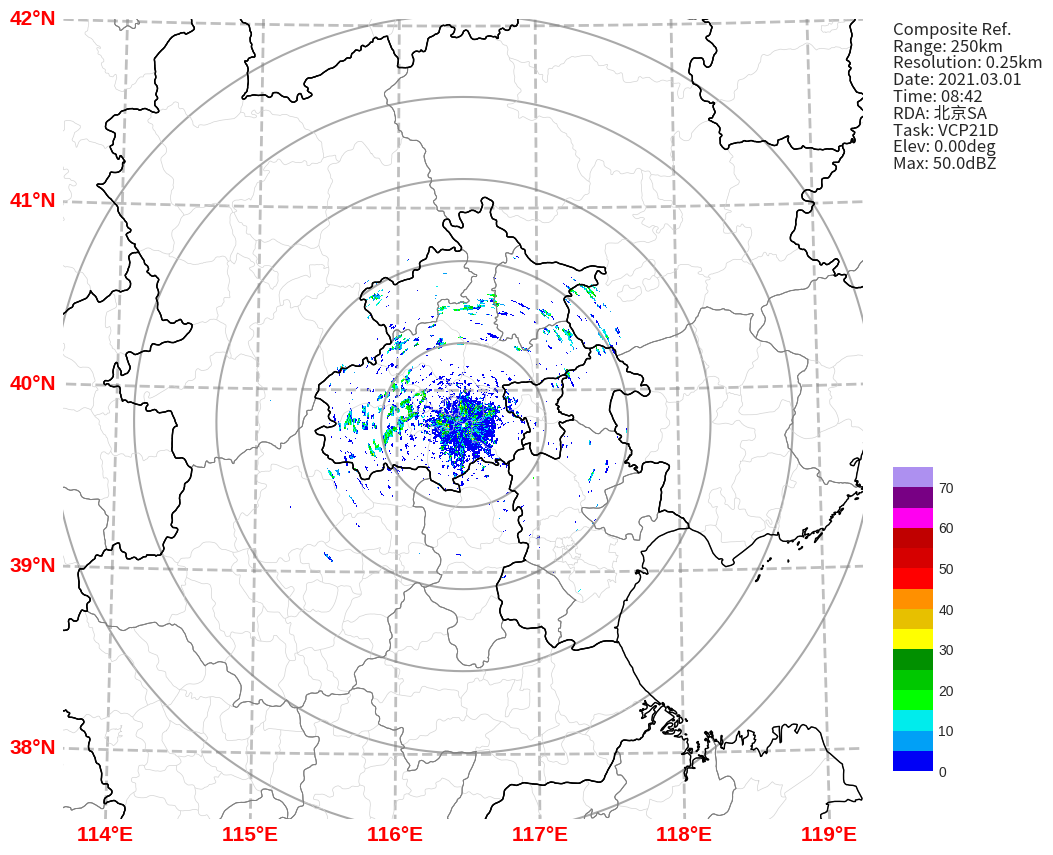 42°N
41°N
40°N
39°N
38°N
114°E 115°E 116°E 117°E 118°E 119°E
Composite Ref.
Range: 250km
Resolution: 0.25km
Date: 2021.03.01
Time: 08:42
RDA: 北京SA
Task: VCP21D
Elev: 0.00deg
Max: 50.0dBZ
70
60
50
40
30
20
10
0